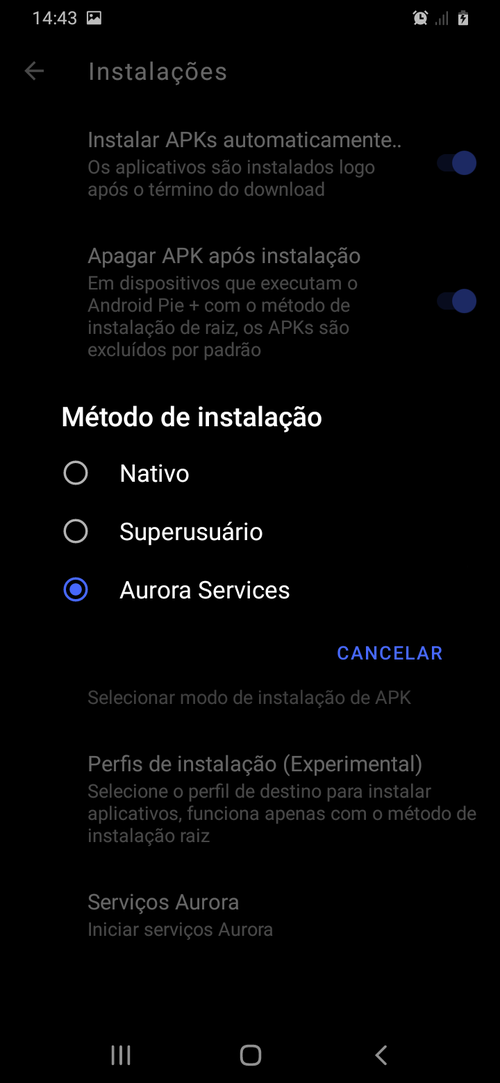 14:43
Instalações
Instalar APKs automaticamente..
Os aplicativos são instalados logo
após o término do download
Apagar APK após instalação
Em dispositivos que executam o
Android Pie + com o método de
instalação de raiz, os APKs são
excluídos por padrão
Método de instalação
Nativo
Superusuário
Aurora Services
CANCELAR
Selecionar modo de instalação de APK
Perfis de instalação (Experimental)
Selecione o perfil de destino para instalar
aplicativos, funciona apenas com o método de
instalação raiz
Serviços Aurora
Iniciar serviços Aurora